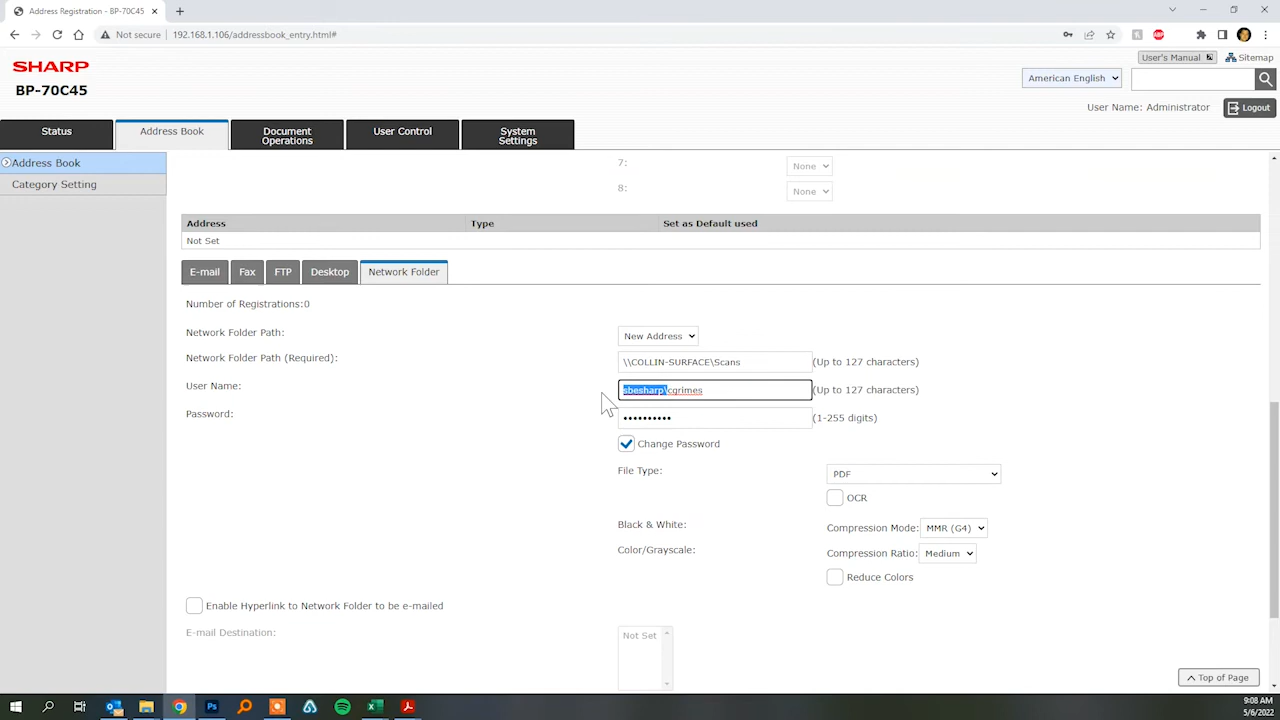 Address Registration - BP-70C45
Not secure 192.168.1.106/addressbook_entry.html#
SHARP
BP-70C45
User's Manual
Sitemap
American English
User Name: Administrator
Logout
Status
Address Book
Document Operations
User Control
System Settings
Address Book
Category Setting
7: None
8: None
Address Type Set as Default used
Not Set
E-mail Fax FTP Desktop Network Folder
Number of Registrations:0
Network Folder Path: New Address
Network Folder Path (Required): \\COLLIN-SURFACE\Scans (Up to 127 characters)
User Name: sbesharp\cgrimes (Up to 127 characters)
Password: •••••••••• (1-255 digits)
Change Password
File Type: PDF
OCR
Black & White: Compression Mode: MMR (G4)
Color/Grayscale: Compression Ratio: Medium
Reduce Colors
Enable Hyperlink to Network Folder to be e-mailed
E-mail Destination: Not Set
Top of Page
9:08 AM
5/6/2022